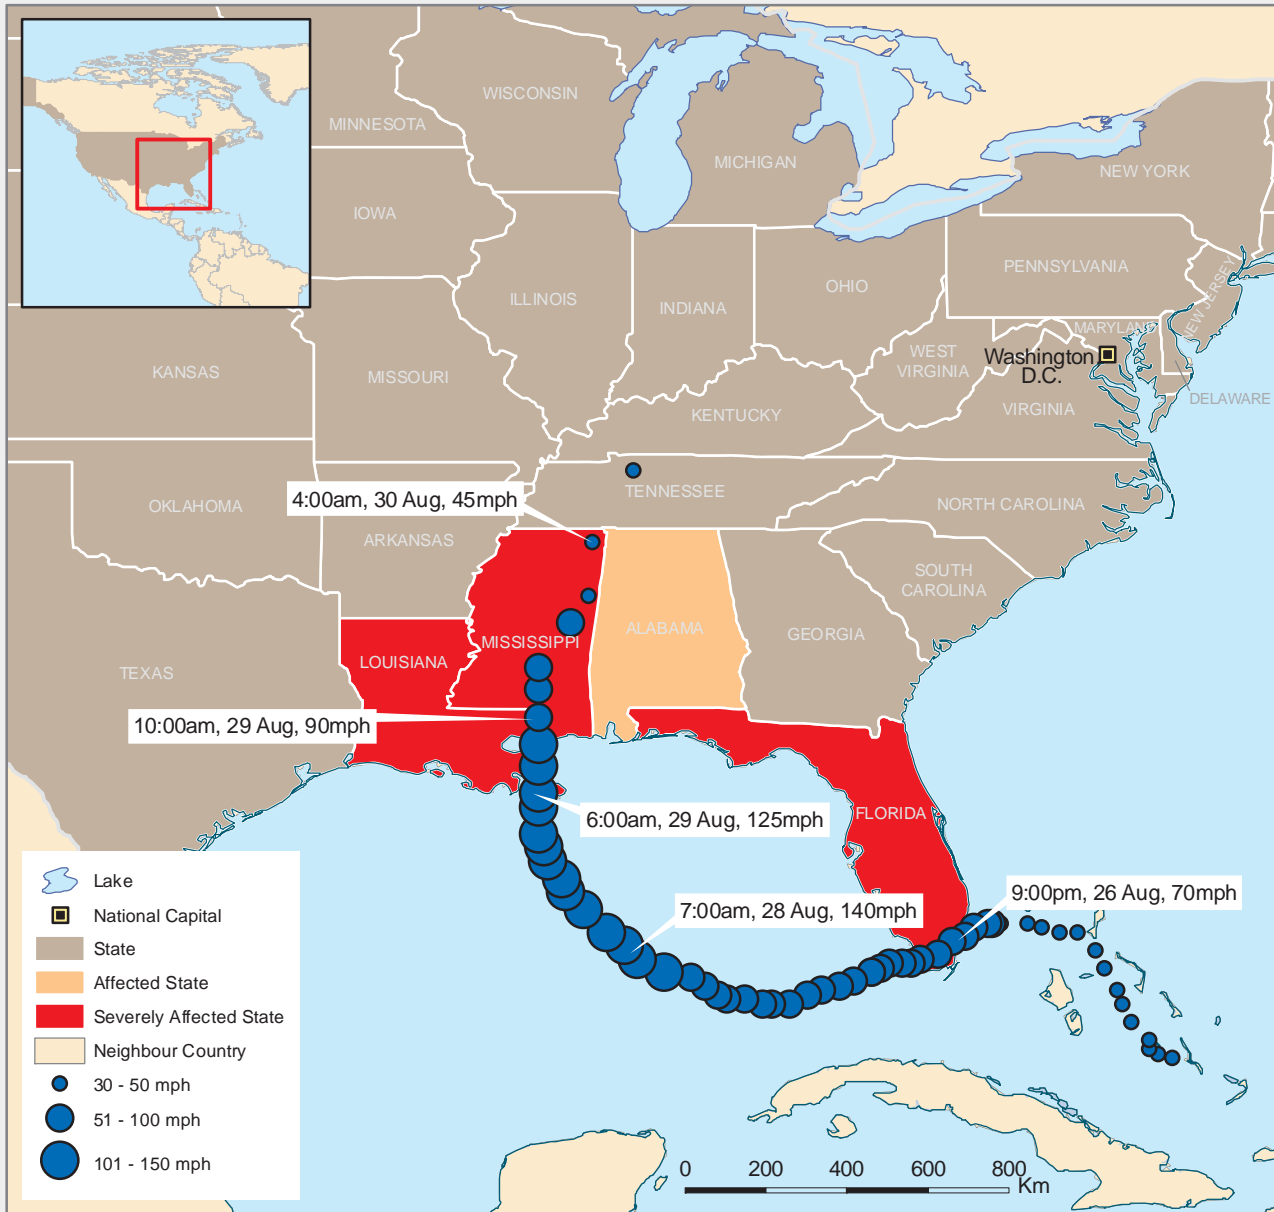 WISCONSIN
MINNESOTA
MICHIGAN
NEW YORK
IOWA
PENNSYLVANIA
NEW JERSEY
OHIO
ILLINOIS
INDIANA
MARYLAND
WEST
VIRGINIA
Washington
D.C.
KANSAS
MISSOURI
DELAWARE
VIRGINIA
KENTUCKY
TENNESSEE
4:00am, 30 Aug, 45mph
OKLAHOMA
NORTH CAROLINA
ARKANSAS
SOUTH
CAROLINA
MISSISSIPPI
ALABAMA
GEORGIA
LOUISIANA
TEXAS
10:00am, 29 Aug, 90mph
6:00am, 29 Aug, 125mph
FLORIDA
9:00pm, 26 Aug, 70mph
7:00am, 28 Aug, 140mph
Lake
National Capital
State
Affected State
Severely Affected State
Neighbour Country
30 - 50 mph
51 - 100 mph
101 - 150 mph
0 200 400 600 800
Km